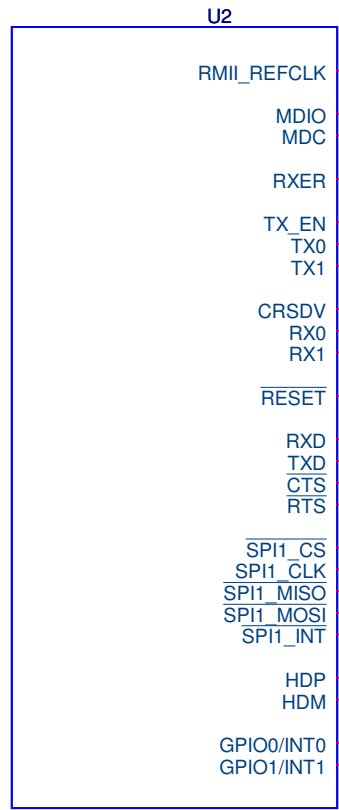 U2
RMII_REFCLK
MDIO
MDC
RXER
TX_EN
TX0
TX1
CRSDV
RX0
RX1
RESET
RXD
TXD
CTS
RTS
SPI1_CS
SPI1_CLK
SPI1_MISO
SPI1_MOSI
SPI1_INT
HDP
HDM
GPIO0/INT0
GPIO1/INT1